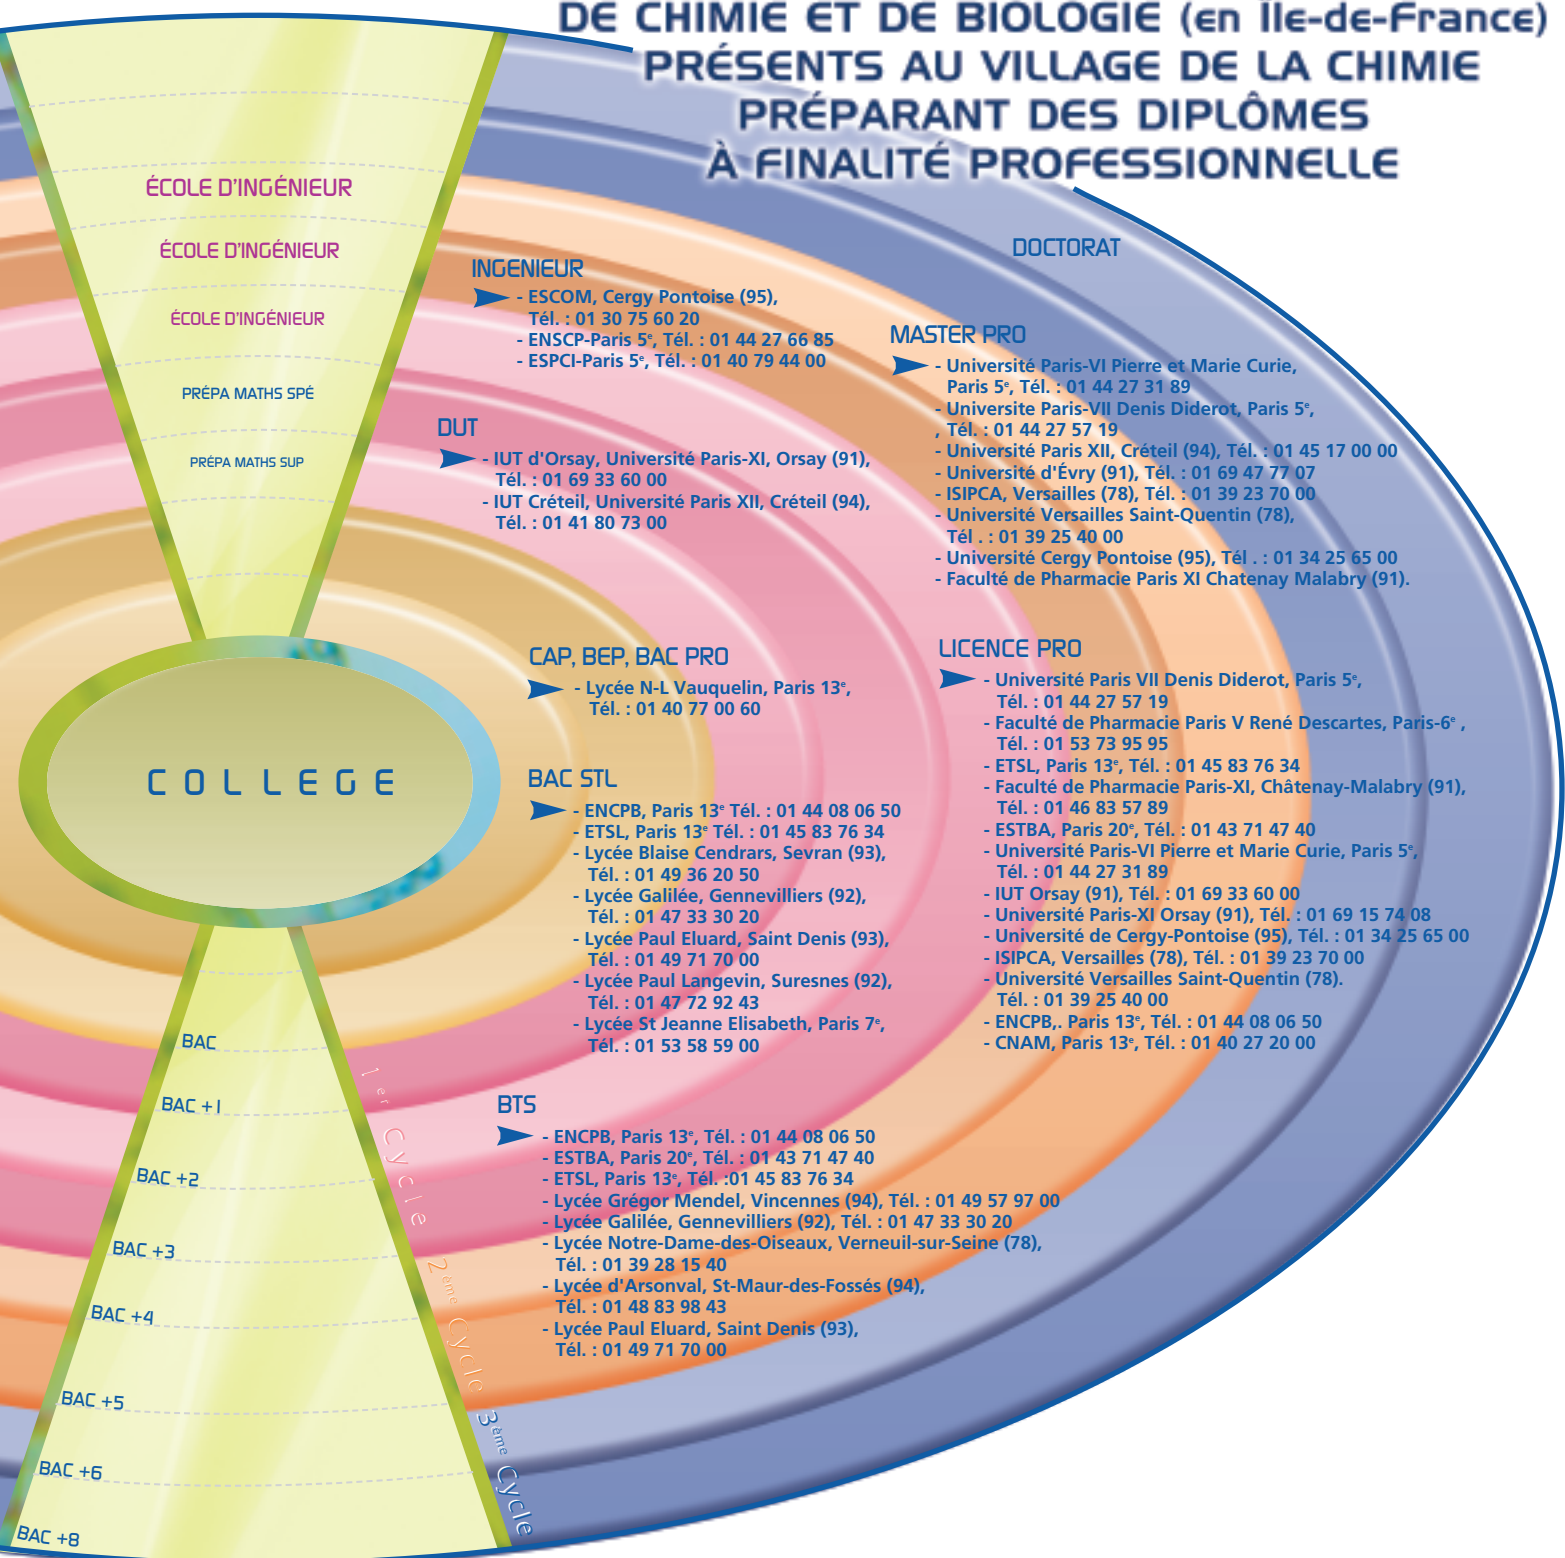 DE CHIMIE ET DE BIOLOGIE (en Île-de-France)
PRÉSENTS AU VILLAGE DE LA CHIMIE
PRÉPARANT DES DIPLÔMES
À FINALITÉ PROFESSIONNELLE
ÉCOLE D'INGÉNIEUR
ÉCOLE D'INGÉNIEUR
ÉCOLE D'INGÉNIEUR
PRÉPA MATHS SPÉ
PRÉPA MATHS SUP
COLLEGE
BAC
BAC +1
BAC +2
BAC +3
BAC +4
BAC +5
BAC +6
BAC +8
1er Cycle
2ème Cycle
3ème Cycle
DOCTORAT
INGENIEUR
- ESCOM, Cergy Pontoise (95),
Tél. : 01 30 75 60 20
- ENSCP-Paris 5e, Tél. : 01 44 27 66 85
- ESPCI-Paris 5e, Tél. : 01 40 79 44 00
DUT
- IUT d'Orsay, Université Paris-XI, Orsay (91),
Tél. : 01 69 33 60 00
- IUT Créteil, Université Paris XII, Créteil (94),
Tél. : 01 41 80 73 00
MASTER PRO
- Université Paris-VI Pierre et Marie Curie,
Paris 5e, Tél. : 01 44 27 31 89
- Universite Paris-VII Denis Diderot, Paris 5e,
, Tél. : 01 44 27 57 19
- Université Paris XII, Créteil (94), Tél. : 01 45 17 00 00
- Université d'Évry (91), Tél. : 01 69 47 77 07
- ISIPCA, Versailles (78), Tél. : 01 39 23 70 00
- Université Versailles Saint-Quentin (78),
Tél . : 01 39 25 40 00
- Université Cergy Pontoise (95), Tél . : 01 34 25 65 00
- Faculté de Pharmacie Paris XI Chatenay Malabry (91).
CAP, BEP, BAC PRO
- Lycée N-L Vauquelin, Paris 13e,
Tél. : 01 40 77 00 60
BAC STL
- ENCPB, Paris 13e Tél. : 01 44 08 06 50
- ETSL, Paris 13e Tél. : 01 45 83 76 34
- Lycée Blaise Cendrars, Sevran (93),
Tél. : 01 49 36 20 50
- Lycée Galilée, Gennevilliers (92),
Tél. : 01 47 33 30 20
- Lycée Paul Eluard, Saint Denis (93),
Tél. : 01 49 71 70 00
- Lycée Paul Langevin, Suresnes (92),
Tél. : 01 47 72 92 43
- Lycée St Jeanne Elisabeth, Paris 7e,
Tél. : 01 53 58 59 00
LICENCE PRO
- Université Paris VII Denis Diderot, Paris 5e,
Tél. : 01 44 27 57 19
- Faculté de Pharmacie Paris V René Descartes, Paris-6e ,
Tél. : 01 53 73 95 95
- ETSL, Paris 13e, Tél. : 01 45 83 76 34
- Faculté de Pharmacie Paris-XI, Châtenay-Malabry (91),
Tél. : 01 46 83 57 89
- ESTBA, Paris 20e, Tél. : 01 43 71 47 40
- Université Paris-VI Pierre et Marie Curie, Paris 5e,
Tél. : 01 44 27 31 89
- IUT Orsay (91), Tél. : 01 69 33 60 00
- Université Paris-XI Orsay (91), Tél. : 01 69 15 74 08
- Université de Cergy-Pontoise (95), Tél. : 01 34 25 65 00
- ISIPCA, Versailles (78), Tél. : 01 39 23 70 00
- Université Versailles Saint-Quentin (78).
Tél. : 01 39 25 40 00
- ENCPB,. Paris 13e, Tél. : 01 44 08 06 50
- CNAM, Paris 13e, Tél. : 01 40 27 20 00
BTS
- ENCPB, Paris 13e, Tél. : 01 44 08 06 50
- ESTBA, Paris 20e, Tél. : 01 43 71 47 40
- ETSL, Paris 13e, Tél. :01 45 83 76 34
- Lycée Grégor Mendel, Vincennes (94), Tél. : 01 49 57 97 00
- Lycée Galilée, Gennevilliers (92), Tél. : 01 47 33 30 20
- Lycée Notre-Dame-des-Oiseaux, Verneuil-sur-Seine (78),
Tél. : 01 39 28 15 40
- Lycée d'Arsonval, St-Maur-des-Fossés (94),
Tél. : 01 48 83 98 43
- Lycée Paul Eluard, Saint Denis (93),
Tél. : 01 49 71 70 00